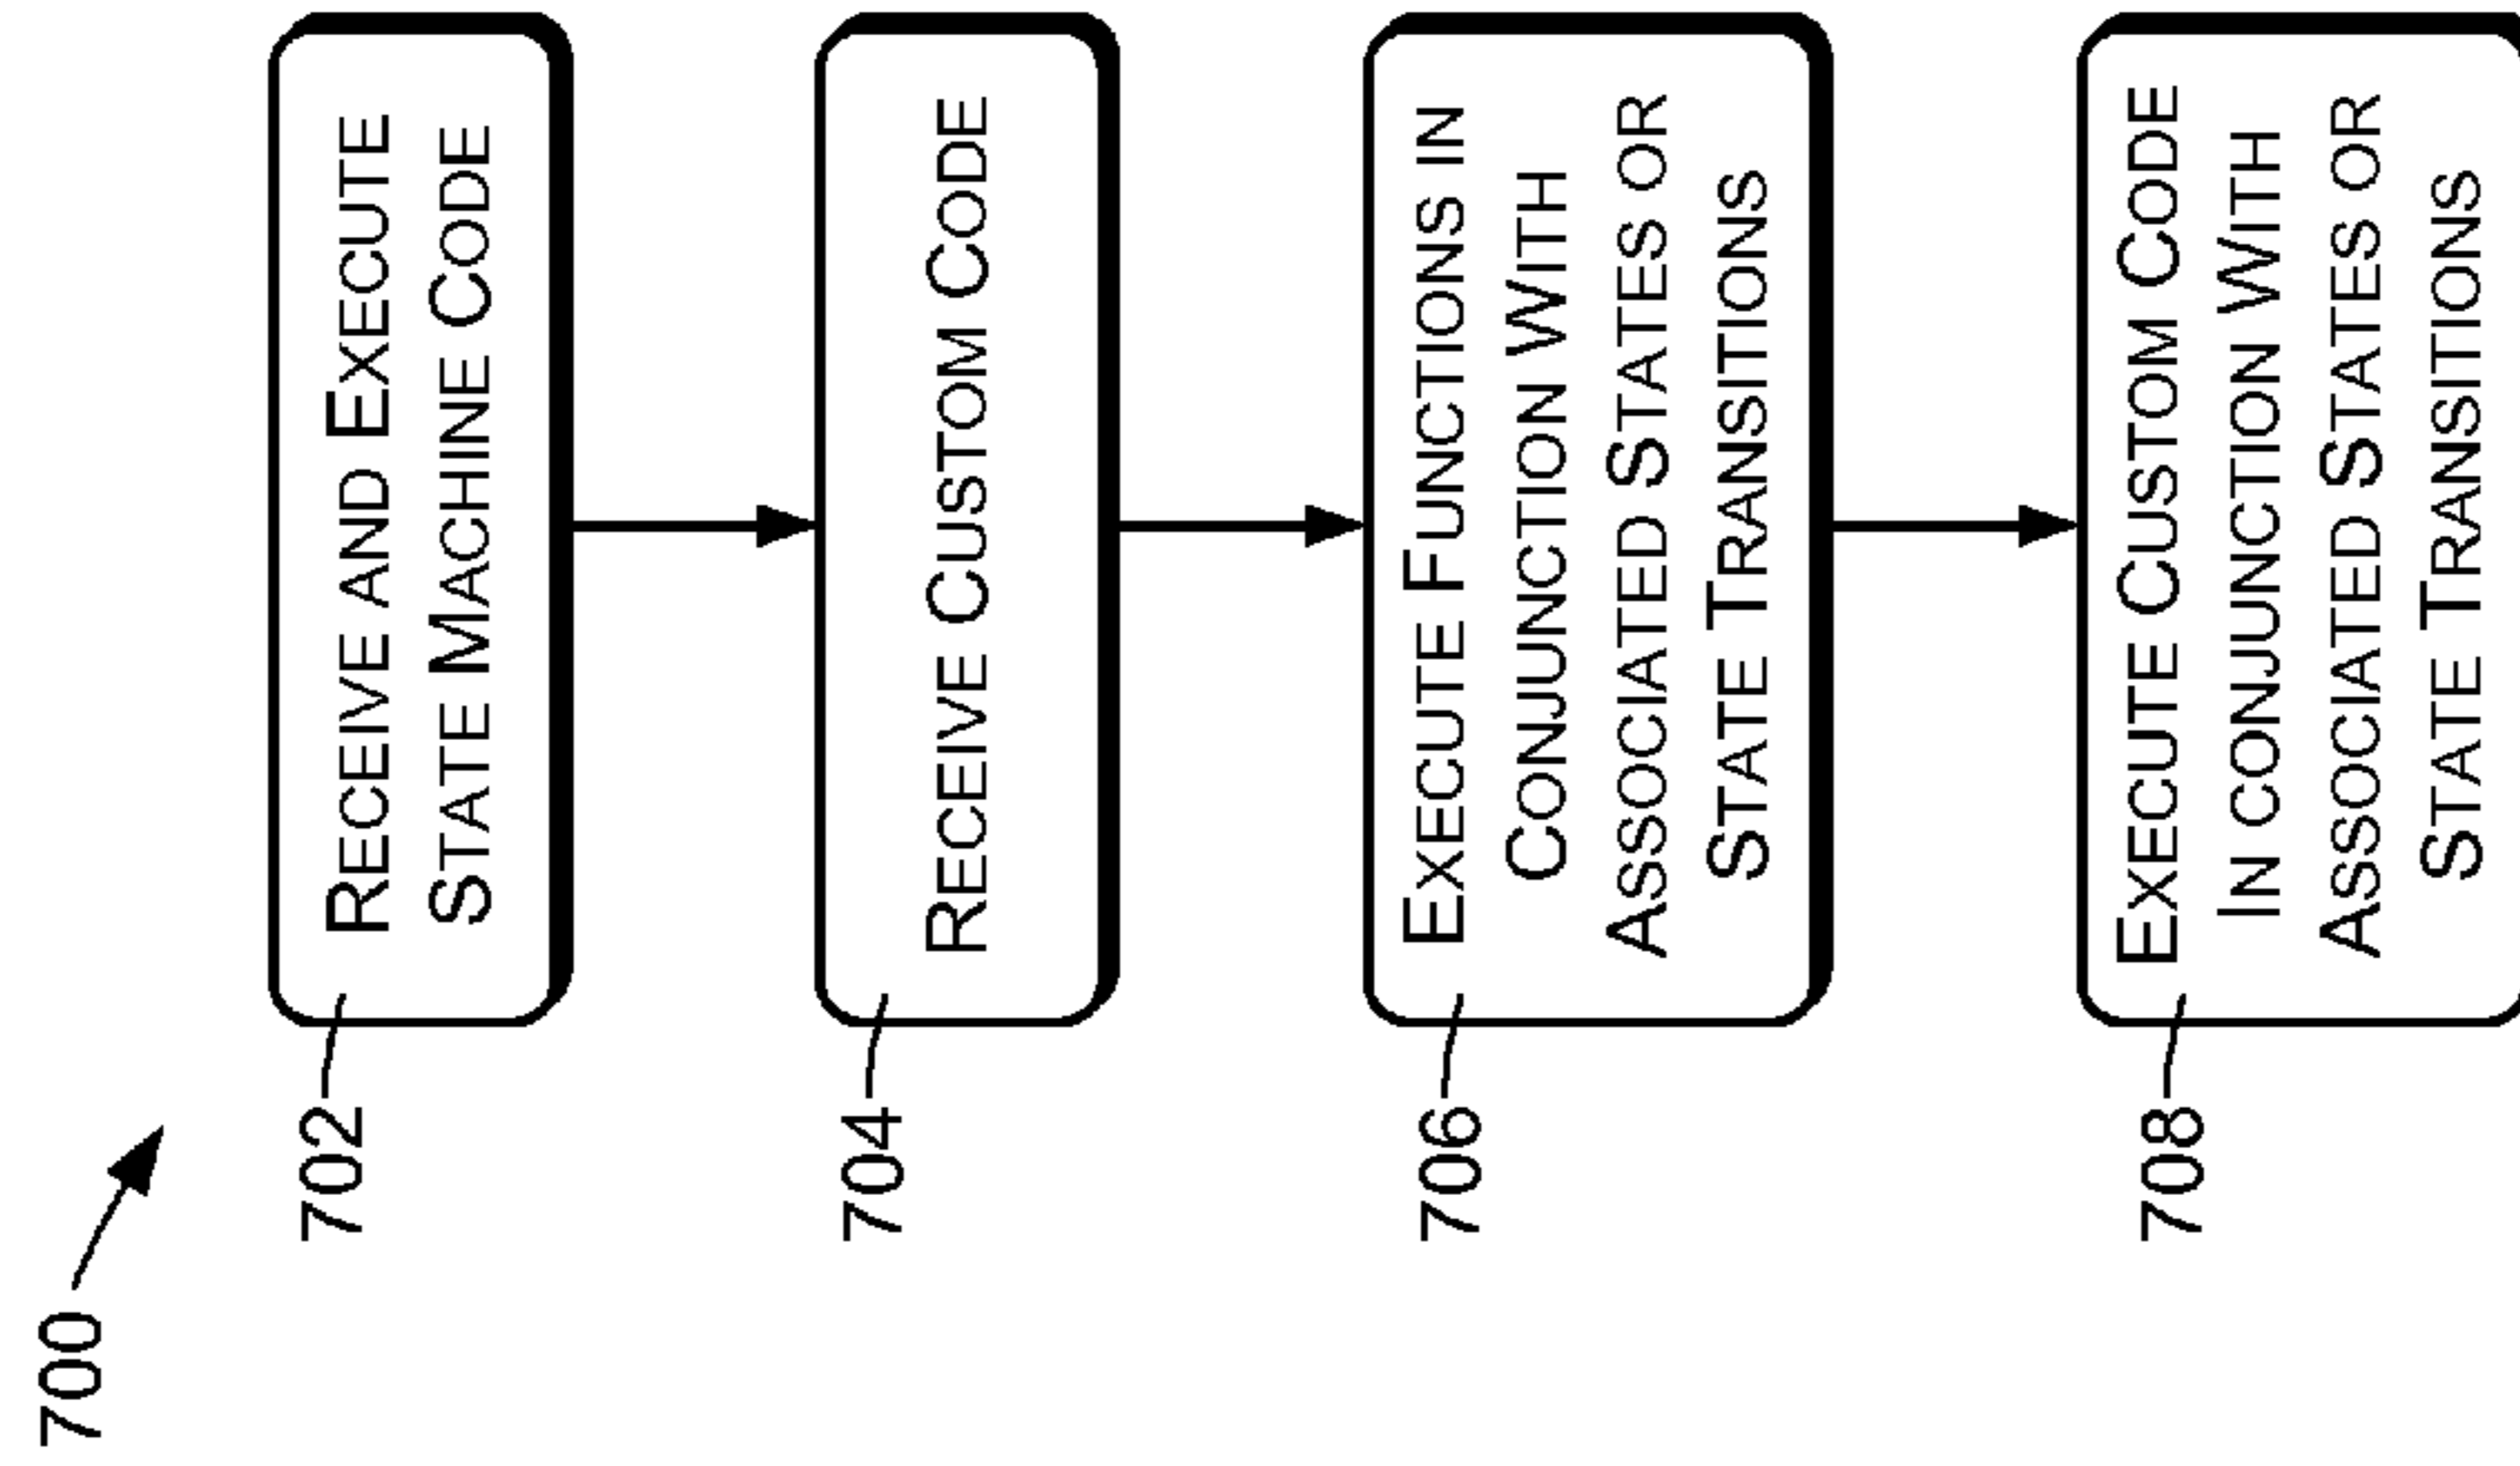 700
702
Receive and Execute
State Machine Code
704
Receive Custom Code
706
Execute Functions in
Conjunction With
Associated States or
State Transitions
708
Execute Custom Code
In conjunction With
Associated States or
State Transitions